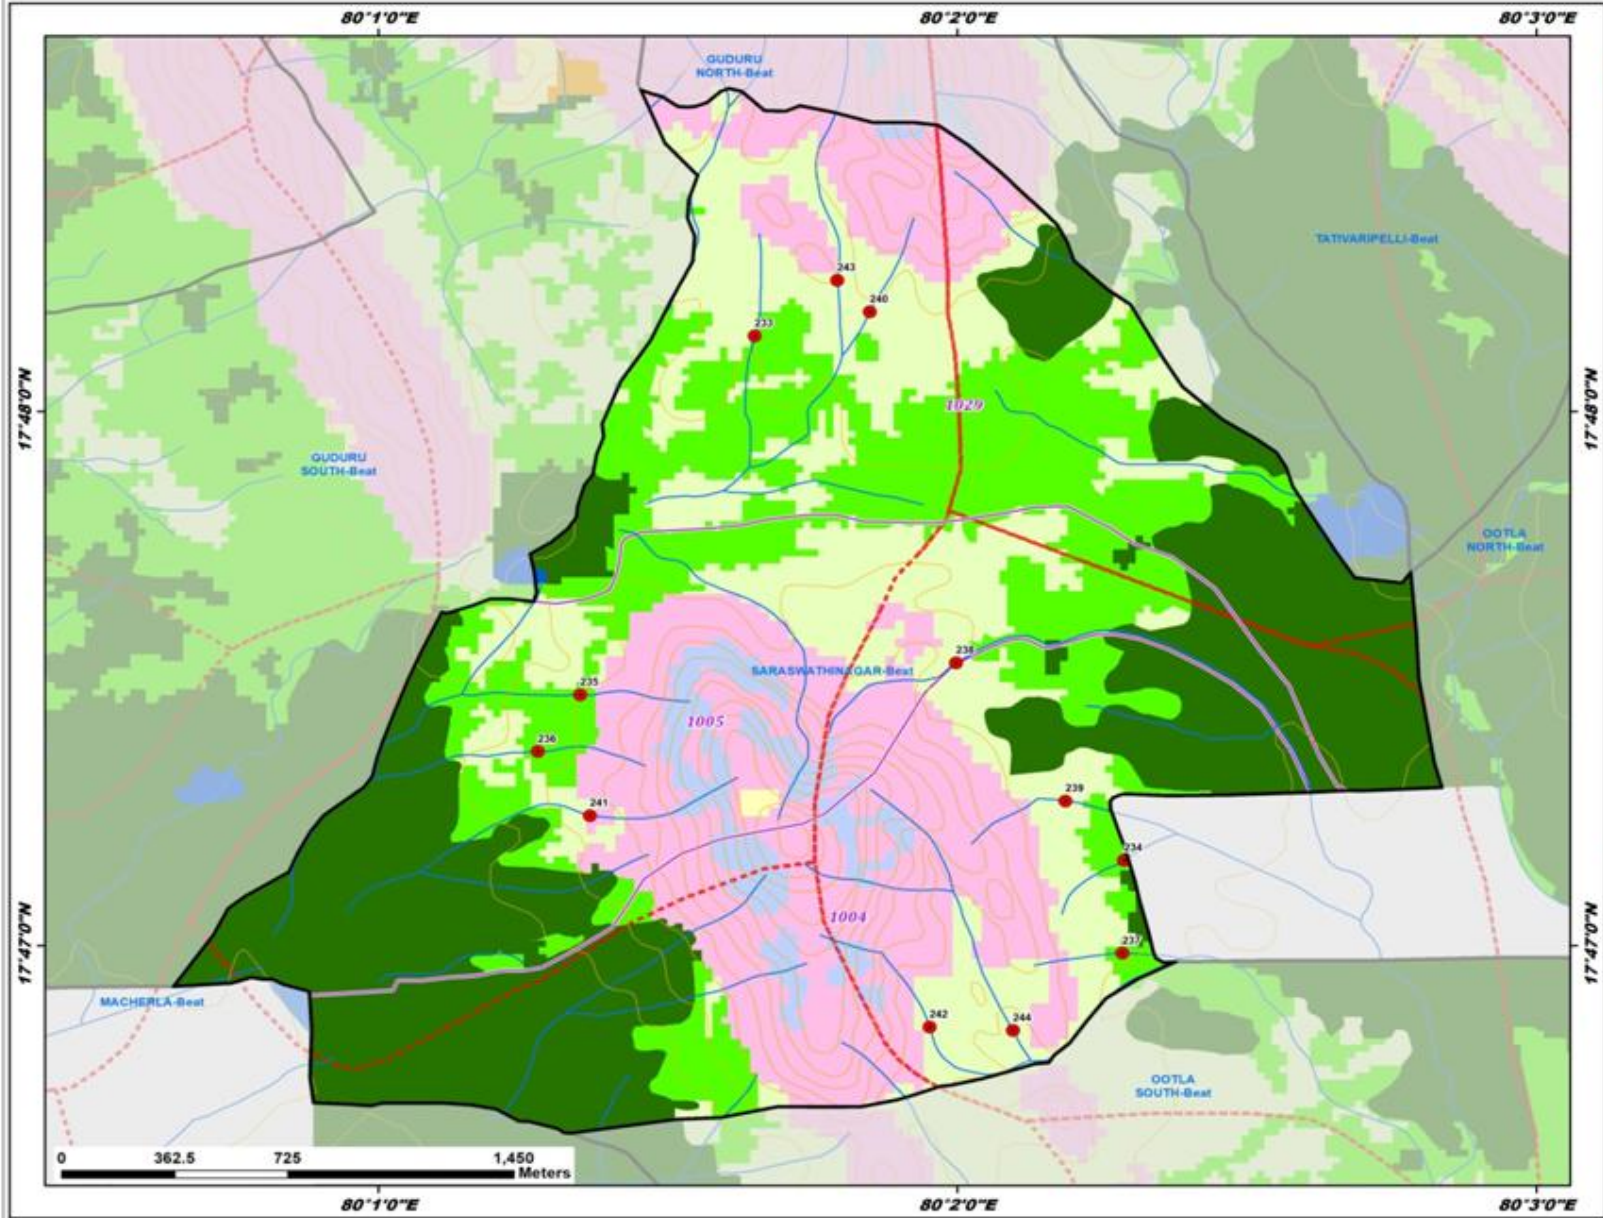 80°1'0"E
80°2'0"E
80°3'0"E
GUDURU
NORTH-Beat
TATIVARIPELLI-Beat
243
240
233
17°48'0"N
17°48'0"N
1029
GUDURU
SOUTH-Beat
OOTLA
NORTH-Beat
238
SARASWATHINAGAR-Beat
235
1005
236
239
241
234
1004
237
17°47'0"N
17°47'0"N
MACHERLA-Beat
242
244
OOTLA
SOUTH-Beat
0 362.5 725 1,450
Meters
80°1'0"E
80°2'0"E
80°3'0"E